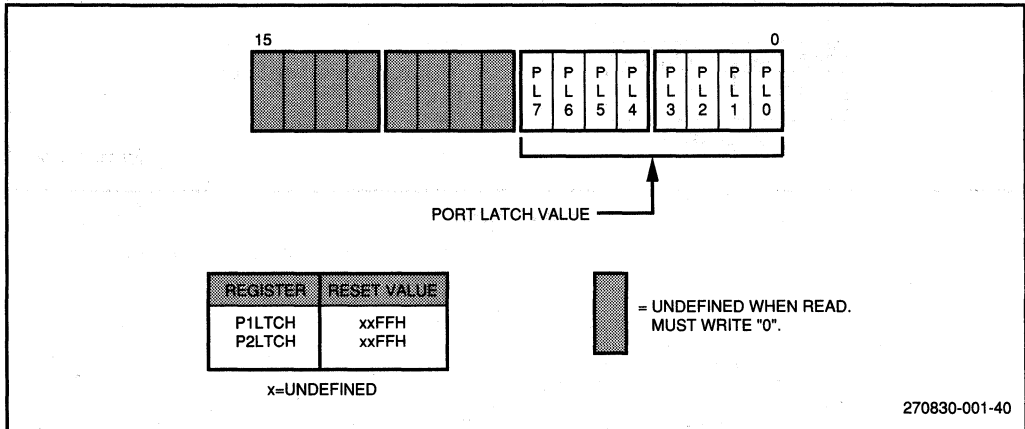 15 0
P P P P P P P P
L L L L L L L L
7 6 5 4 3 2 1 0
PORT LATCH VALUE
REGISTER RESET VALUE
P1LTCH xxFFH
P2LTCH xxFFH
x=UNDEFINED
= UNDEFINED WHEN READ.
MUST WRITE "0".
270830-001-40